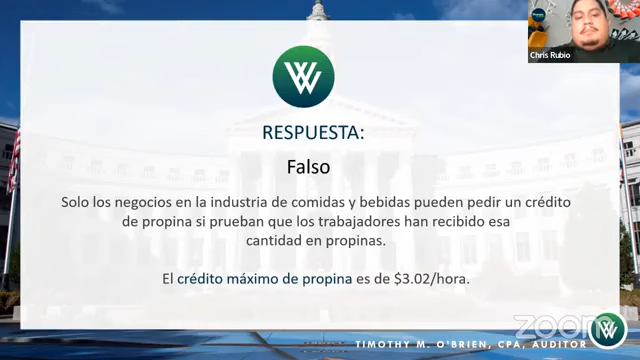 Chris Rubio
W
RESPUESTA:
Falso
Solo los negocios en la industria de comidas y bebidas pueden pedir un crédito
de propina si prueban que los trabajadores han recibido esa
cantidad en propinas.
El crédito máximo de propina es de $3.02/hora.
zoom
W
TIMOTHY M. O'BRIEN, CPA, AUDITOR